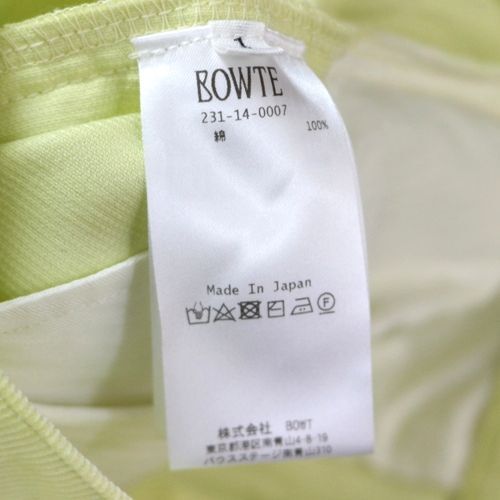 BOWTE
231-14-0007
綿 100%
Made In Japan
株式会社 BOWT
東京都港区南青山4-8-19
パウスステージ南青山310